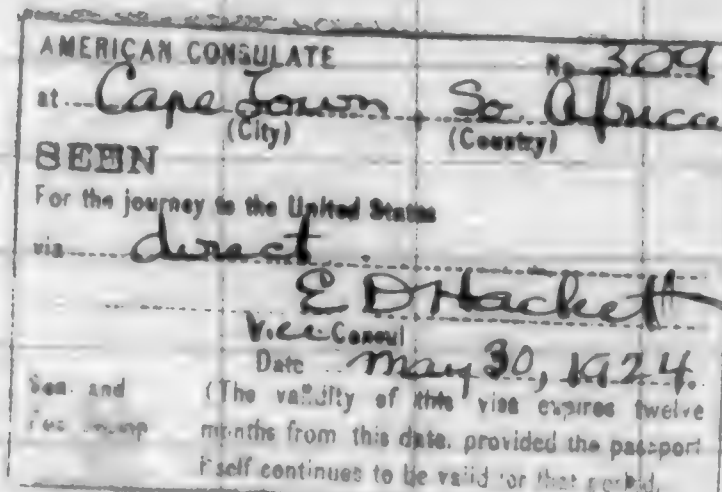 AMERICAN CONSULATE No 309
at Cape Town So Africa
(City) (Country)
SEEN
For the journey to the United States
via direct
E D Hackett
Vice Consul
Date May 30, 1924.
Seal and
(The validity of this visa expires twelve
months from this date, provided the passport
itself continues to be valid for that period.